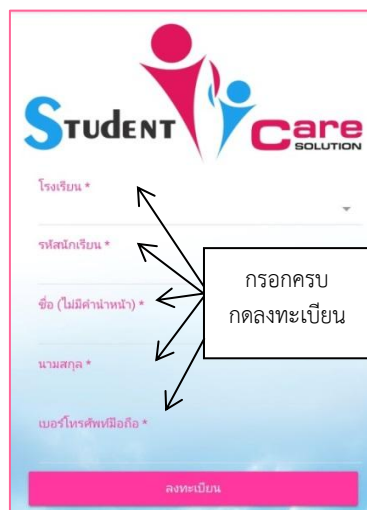 STUDENT Care
SOLUTION
โรงเรียน *
รหัสนักเรียน *
ชื่อ (ไม่มีคำนำหน้า) *
นามสกุล *
เบอร์โทรศัพท์มือถือ *
กรอกครบ
กดลงทะเบียน
ลงทะเบียน